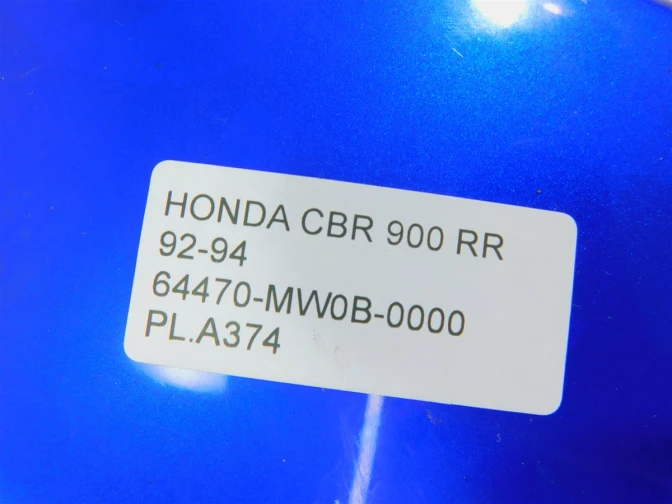 HONDA CBR 900 RR
92-94
64470-MW0B-0000
PL.A374